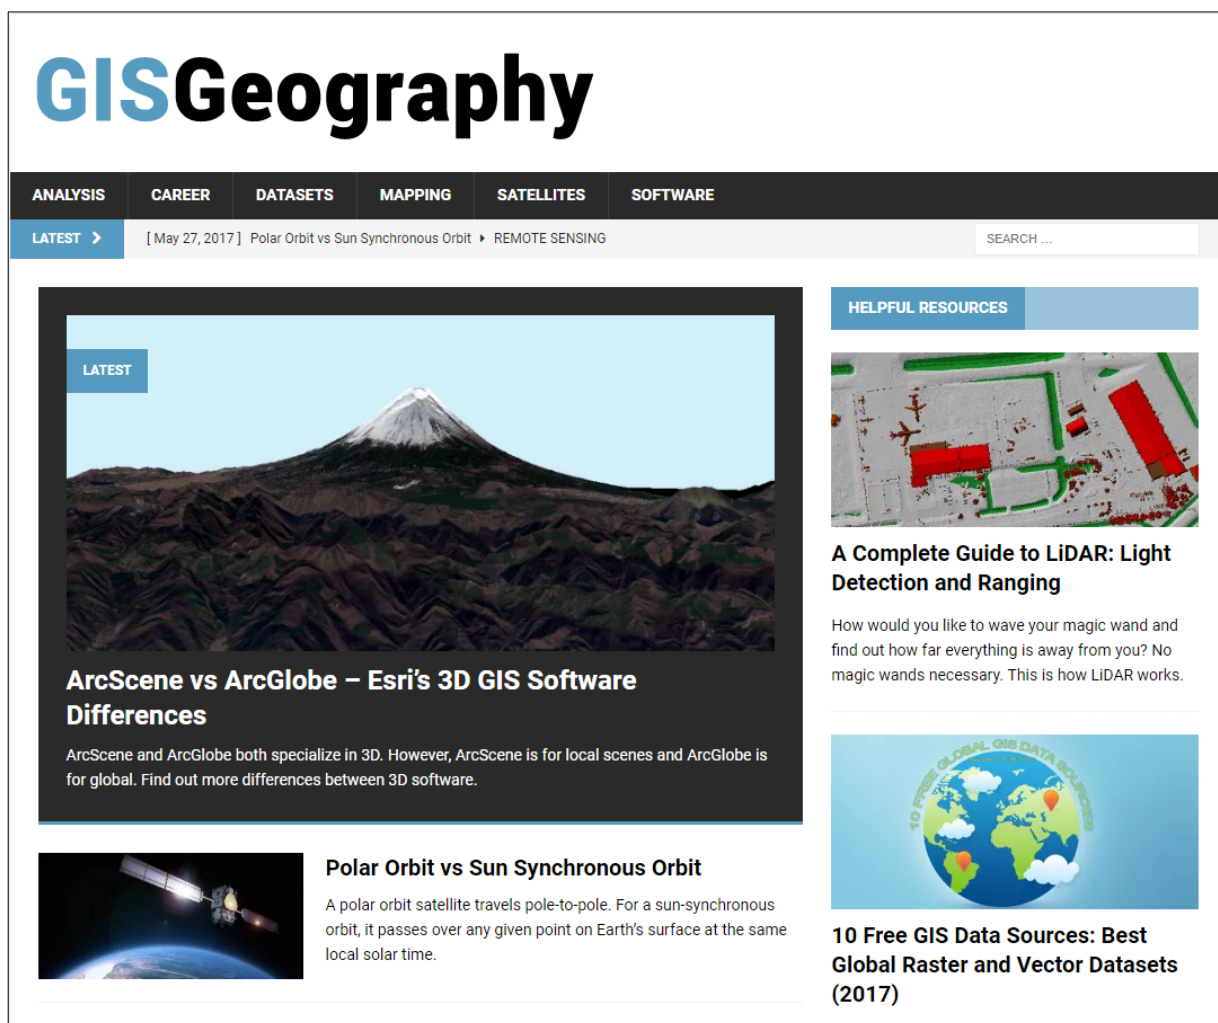 GISGeography
ANALYSIS CAREER DATASETS MAPPING SATELLITES SOFTWARE
LATEST [ May 27, 2017 ] Polar Orbit vs Sun Synchronous Orbit REMOTE SENSING SEARCH ...
LATEST
ArcScene vs ArcGlobe – Esri's 3D GIS Software
Differences
ArcScene and ArcGlobe both specialize in 3D. However, ArcScene is for local scenes and ArcGlobe is
for global. Find out more differences between 3D software.
Polar Orbit vs Sun Synchronous Orbit
A polar orbit satellite travels pole-to-pole. For a sun-synchronous
orbit, it passes over any given point on Earth's surface at the same
local solar time.
HELPFUL RESOURCES
A Complete Guide to LiDAR: Light
Detection and Ranging
How would you like to wave your magic wand and
find out how far everything is away from you? No
magic wands necessary. This is how LiDAR works.
10 FREE GLOBAL GIS DATA SOURCES
10 Free GIS Data Sources: Best
Global Raster and Vector Datasets
(2017)